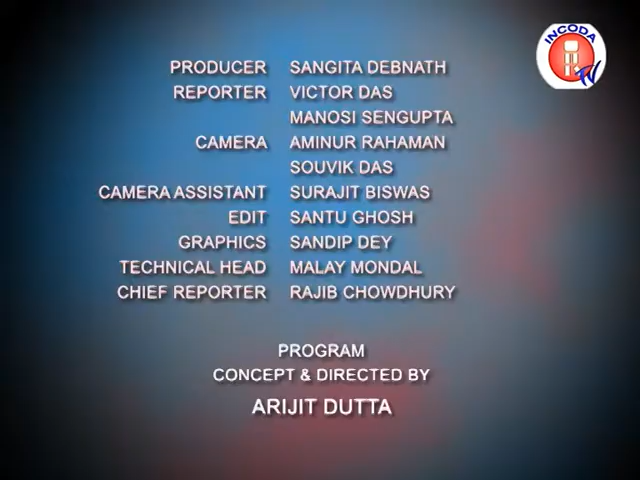 INCODA
TV
PRODUCER SANGITA DEBNATH
REPORTER VICTOR DAS
MANOSI SENGUPTA
CAMERA AMINUR RAHAMAN
SOUVIK DAS
CAMERA ASSISTANT SURAJIT BISWAS
EDIT SANTU GHOSH
GRAPHICS SANDIP DEY
TECHNICAL HEAD MALAY MONDAL
CHIEF REPORTER RAJIB CHOWDHURY
PROGRAM
CONCEPT & DIRECTED BY
ARIJIT DUTTA